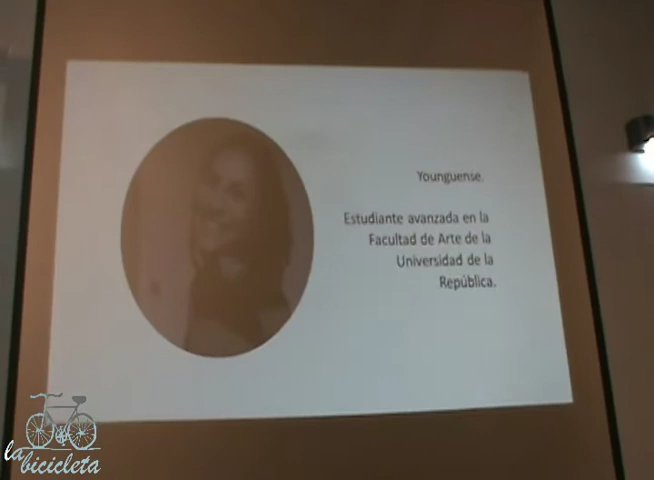 Younguense.
Estudiante avanzada en la
Facultad de Arte de la
Universidad de la
República.
la
bicicleta